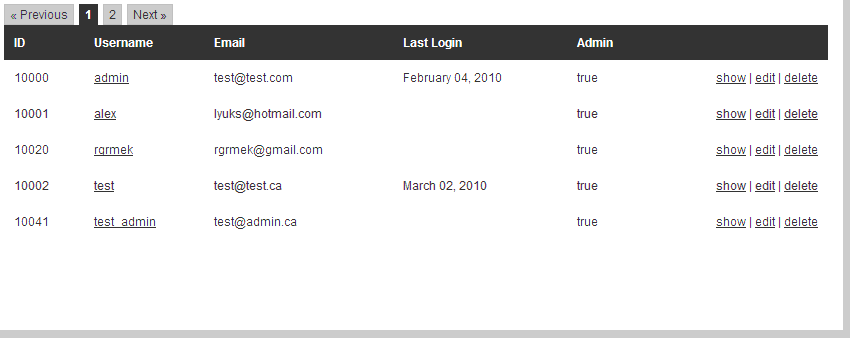 « Previous 1 2 Next »
ID Username Email Last Login Admin
10000 admin test@test.com February 04, 2010 true show | edit | delete
10001 alex lyuks@hotmail.com true show | edit | delete
10020 rgrmek rgrmek@gmail.com true show | edit | delete
10002 test test@test.ca March 02, 2010 true show | edit | delete
10041 test_admin test@admin.ca true show | edit | delete